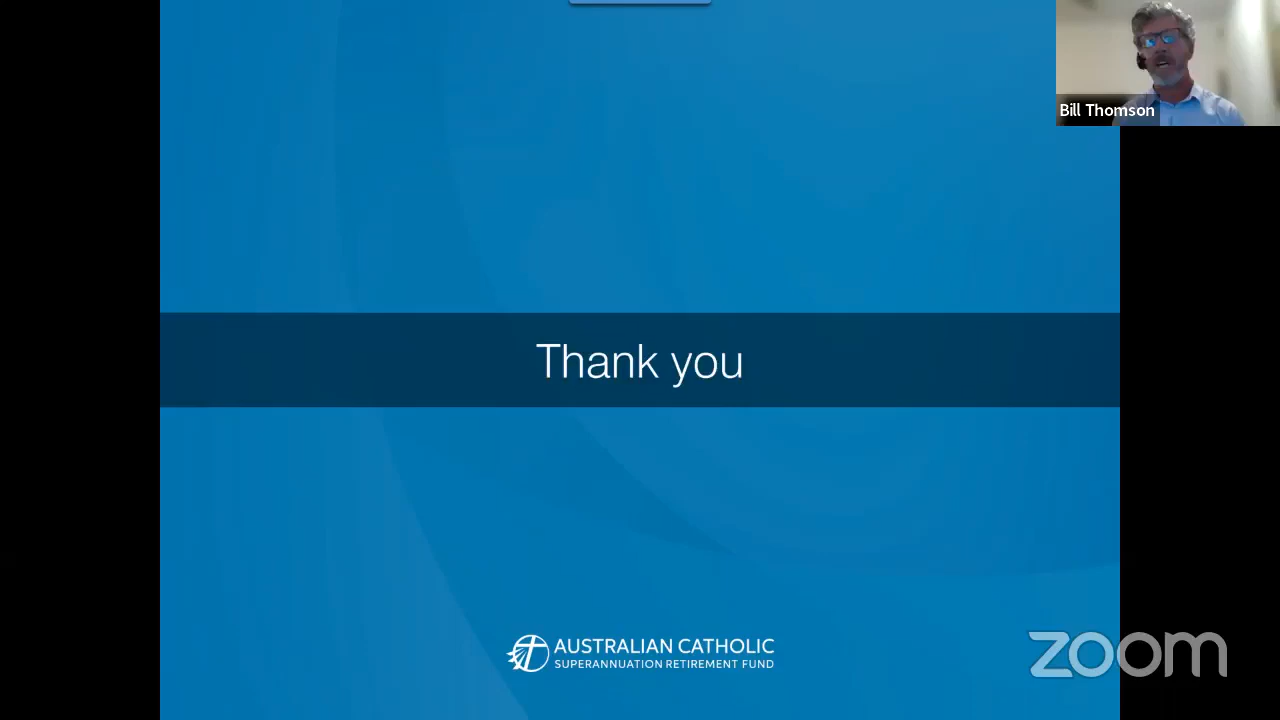 Bill Thomson
Thank you
AUSTRALIAN CATHOLIC
SUPERANNUATION RETIREMENT FUND
zoom